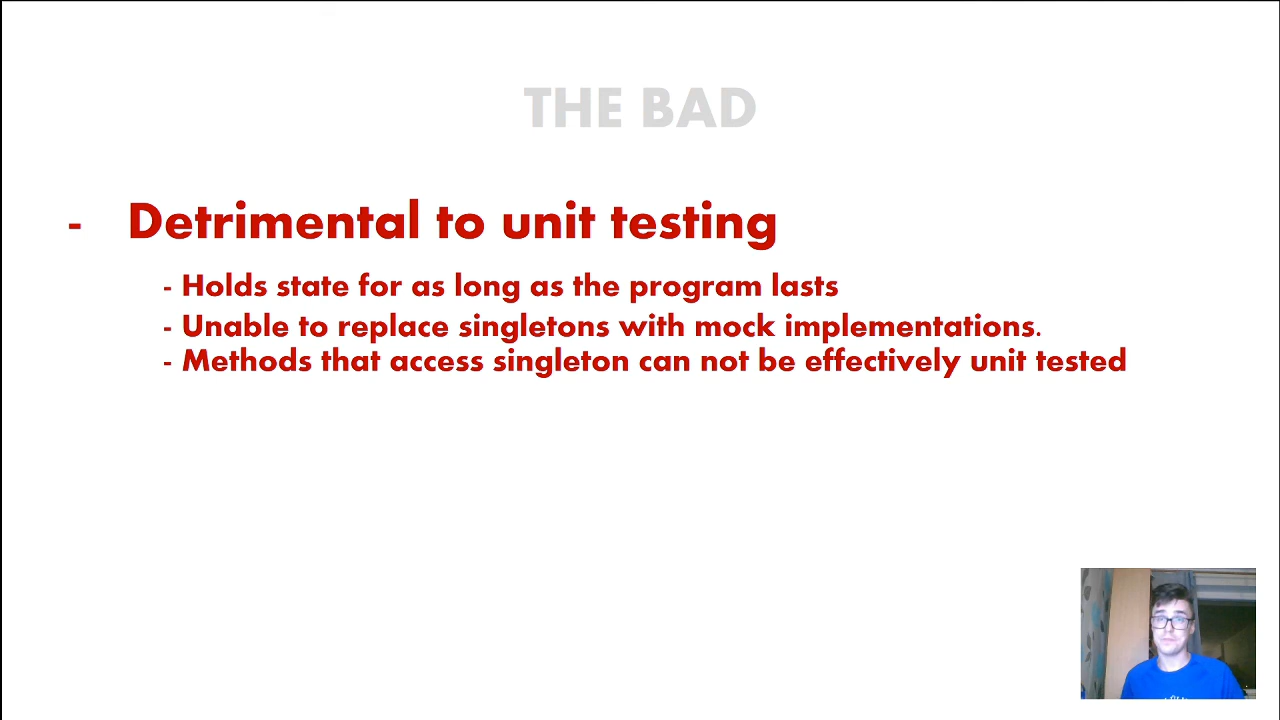 THE BAD
- Detrimental to unit testing
- Holds state for as long as the program lasts
- Unable to replace singletons with mock implementations.
- Methods that access singleton can not be effectively unit tested